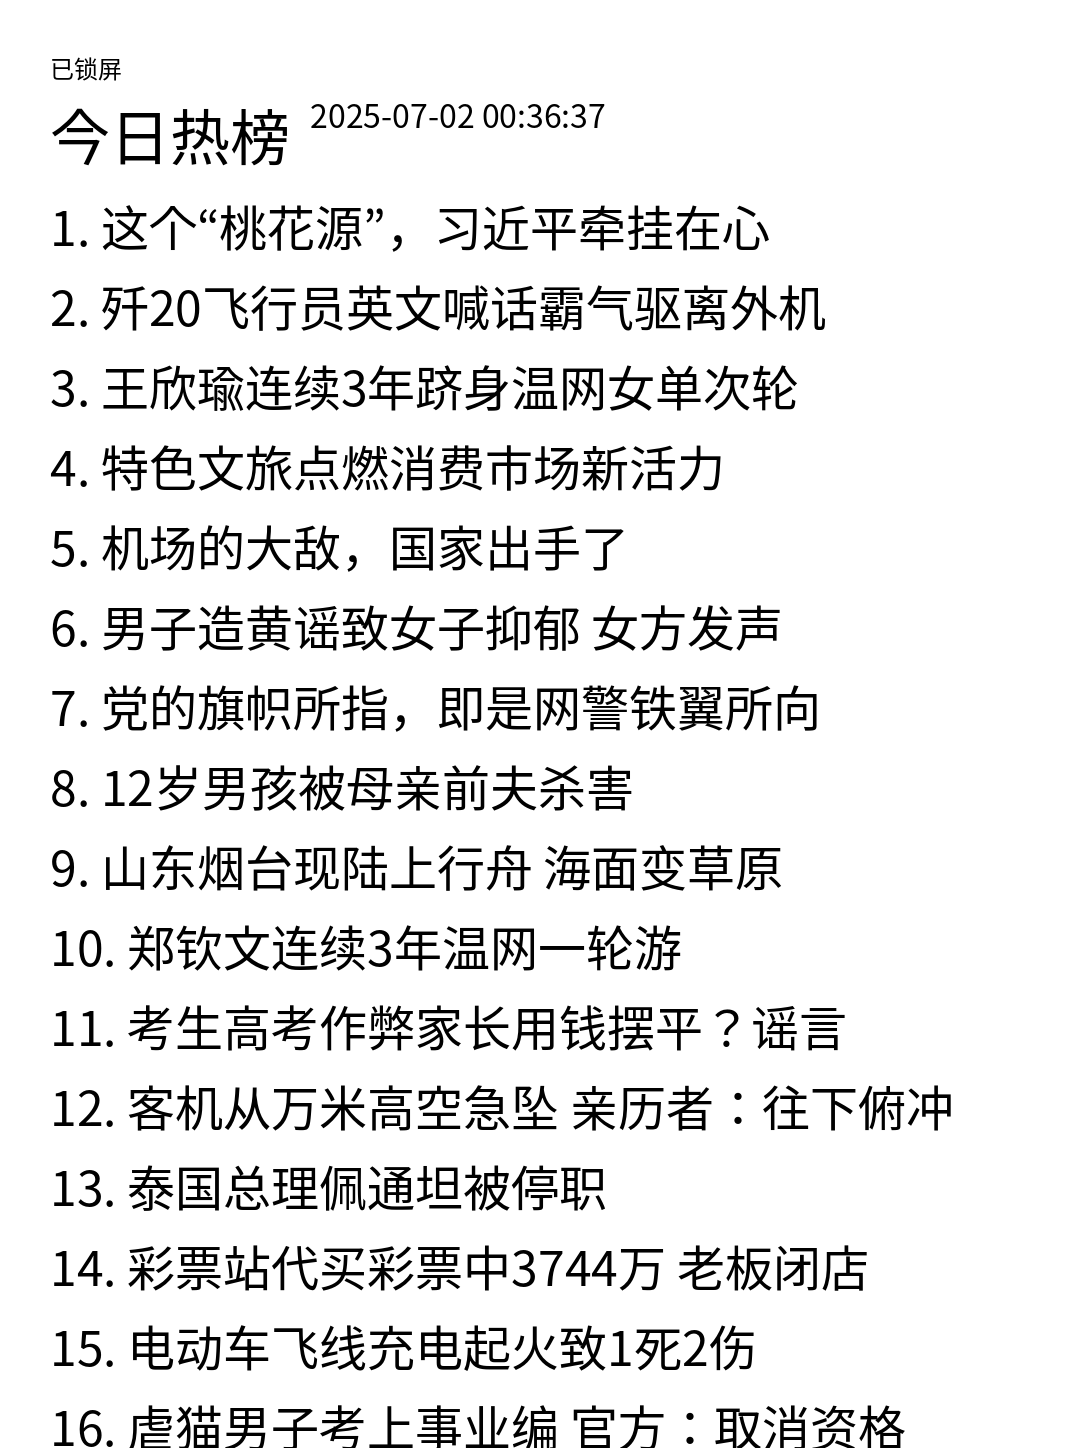 已锁屏
今日热榜 2025-07-02 00:36:37
1. 这个“桃花源”，习近平牵挂在心
2. 歼20飞行员英文喊话霸气驱离外机
3. 王欣瑜连续3年跻身温网女单次轮
4. 特色文旅点燃消费市场新活力
5. 机场的大敌，国家出手了
6. 男子造黄谣致女子抑郁 女方发声
7. 党的旗帜所指，即是网警铁翼所向
8. 12岁男孩被母亲前夫杀害
9. 山东烟台现陆上行舟 海面变草原
10. 郑钦文连续3年温网一轮游
11. 考生高考作弊家长用钱摆平？谣言
12. 客机从万米高空急坠 亲历者：往下俯冲
13. 泰国总理佩通坦被停职
14. 彩票站代买彩票中3744万 老板闭店
15. 电动车飞线充电起火致1死2伤
16. 虐猫男子考上事业编 官方：取消资格